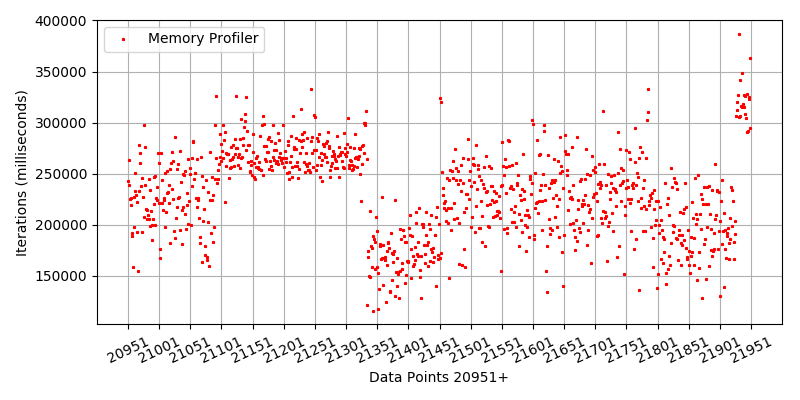 400000
350000
300000
250000
200000
150000
Iterations (milliseconds)
Memory Profiler
20951 21001 21051 21101 21151 21201 21251 21301 21351 21401 21451 21501 21551 21601 21651 21701 21751 21801 21851 21901 21951
Data Points 20951+